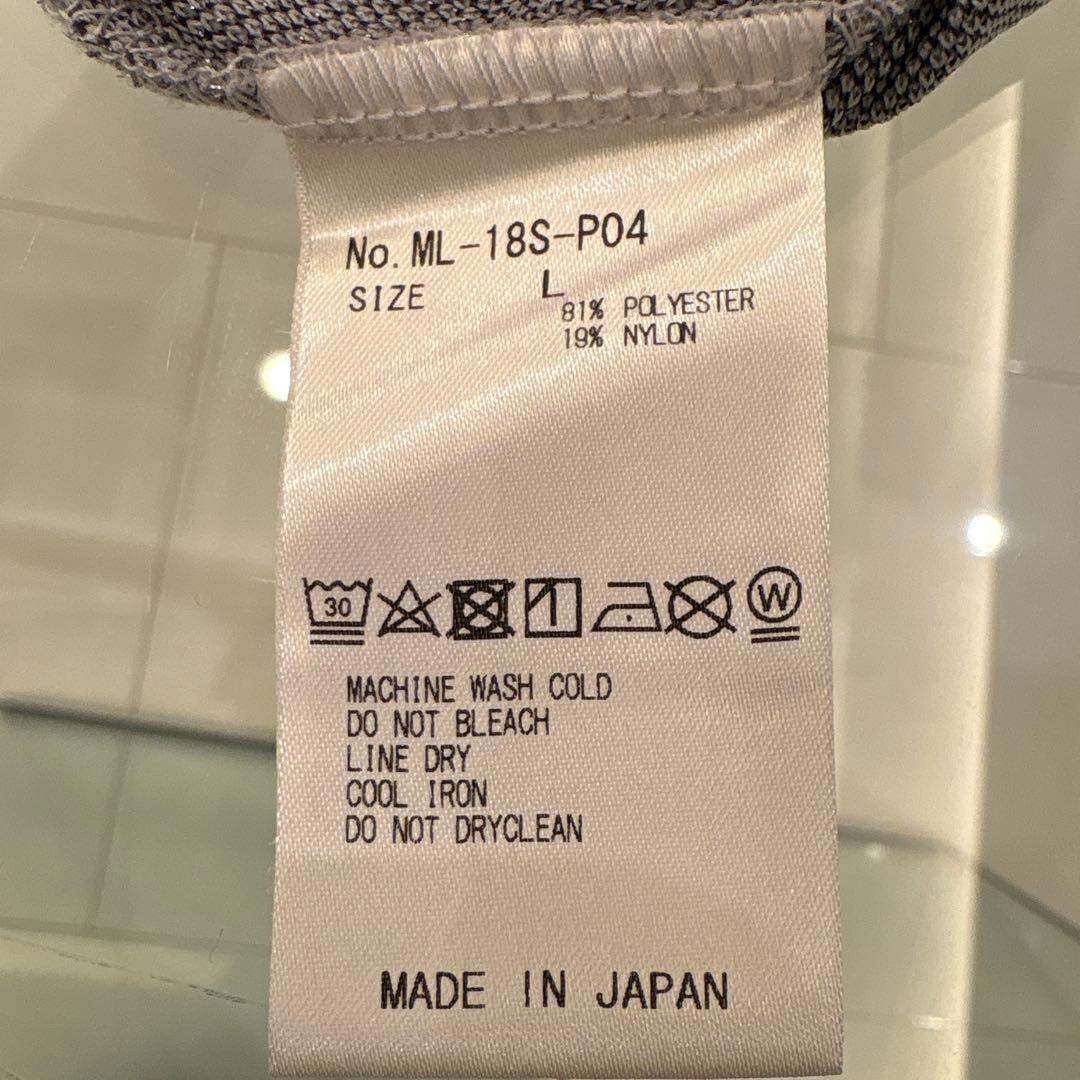 No. ML-18S-P04
SIZE L
81% POLYESTER
19% NYLON
30 W
MACHINE WASH COLD
DO NOT BLEACH
LINE DRY
COOL IRON
DO NOT DRYCLEAN
MADE IN JAPAN